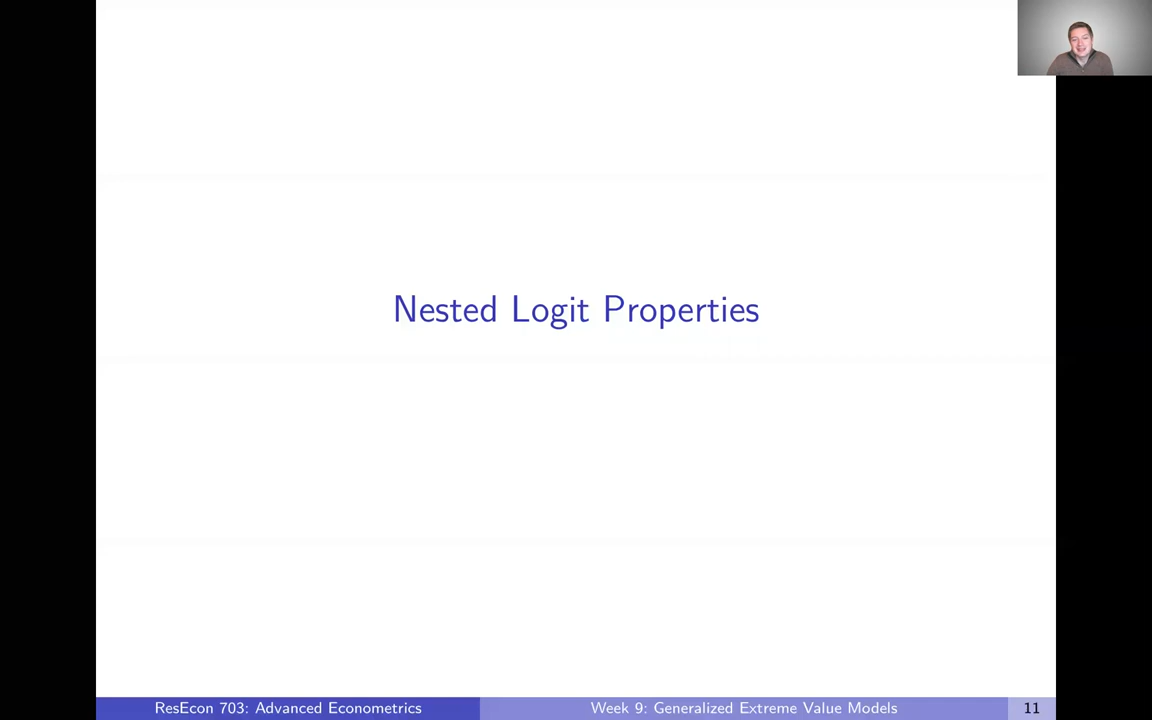 Nested Logit Properties
ResEcon 703: Advanced Econometrics
Week 9: Generalized Extreme Value Models
11